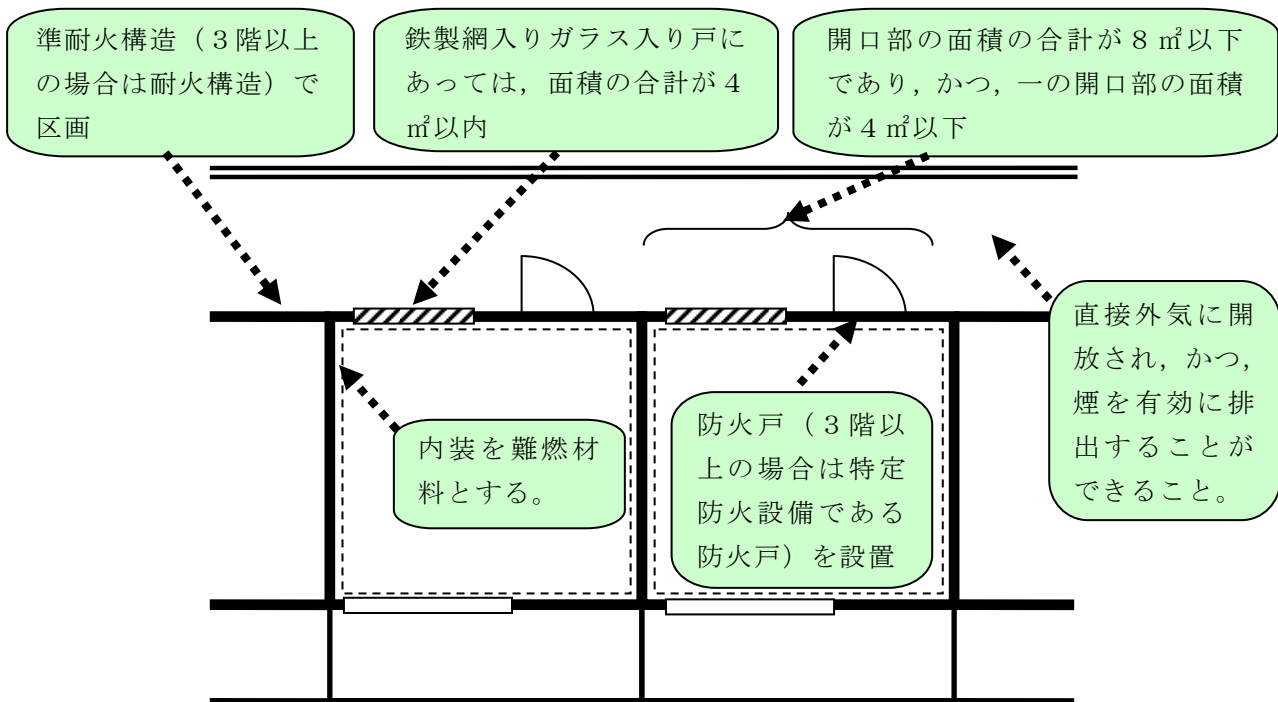 準耐火構造（３階以上
の場合は耐火構造）で
区画
鉄製網入りガラス入り戸に
あっては，面積の合計が４
㎡以内
開口部の面積の合計が８㎡以下
であり，かつ，一の開口部の面積
が４㎡以下
直接外気に開
放され，かつ，
煙を有効に排
出することが
できること。
内装を難燃材
料とする。
防火戸（３階以
上の場合は特定
防火設備である
防火戸）を設置